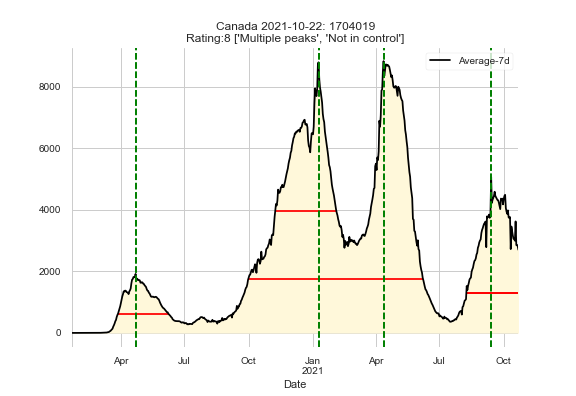 Canada 2021-10-22: 1704019
Rating:8 ['Multiple peaks', 'Not in control']
Average-7d
8000
6000
4000
2000
0
Apr Jul Oct Jan Apr Jul Oct
2021
Date